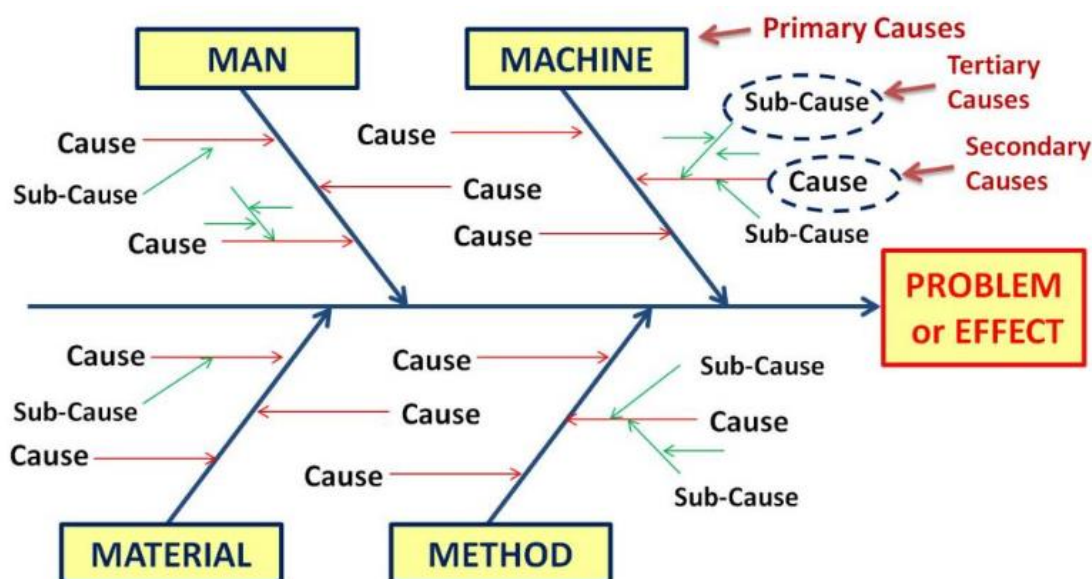 MAN
MACHINE
Primary Causes
Sub-Cause
Tertiary
Causes
Cause
Cause
Secondary
Causes
Sub-Cause
Cause
Cause
Cause
Cause
Sub-Cause
PROBLEM
or EFFECT
Cause
Cause
Sub-Cause
Sub-Cause
Cause
Cause
Cause
Cause
Sub-Cause
MATERIAL
METHOD